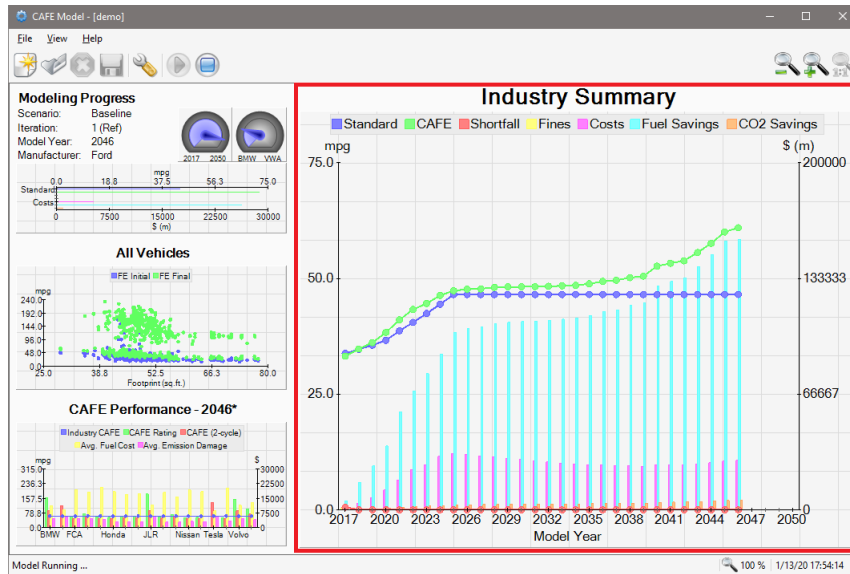 CAFE Model - [demo]
File View Help
Modeling Progress
Scenario: Baseline
Iteration: 1 (Ref)
Model Year: 2046
Manufacturer: Ford
2017 2050 BMW VWA
mpg
0.0 18.8 37.5 56.3 75.0
Standard
Costs
0 7500 15000 22500 30000
$ (m)
All Vehicles
FE Initial FE Final
mpg
240.0
192.0
144.0
96.0
48.0
0.0
25.0 38.8 52.5 66.3 80.0
Footprint (sq.ft.)
CAFE Performance - 2046*
Industry CAFE CAFE Rating CAFE (2-cycle)
Avg. Fuel Cost Avg. Emission Damage
mpg $
315.0 30000
236.3 22500
157.5 15000
78.8 7500
0.0 0
BMW FCA Honda JLR Nissan Tesla Volvo
Industry Summary
Standard CAFE Shortfall Fines Costs Fuel Savings CO2 Savings
mpg $ (m)
75.0 200000
50.0 133333
25.0 66667
0.0 0
2017 2020 2023 2026 2029 2032 2035 2038 2041 2044 2047 2050
Model Year
Model Running ... 100 % 1/13/20 17:54:14